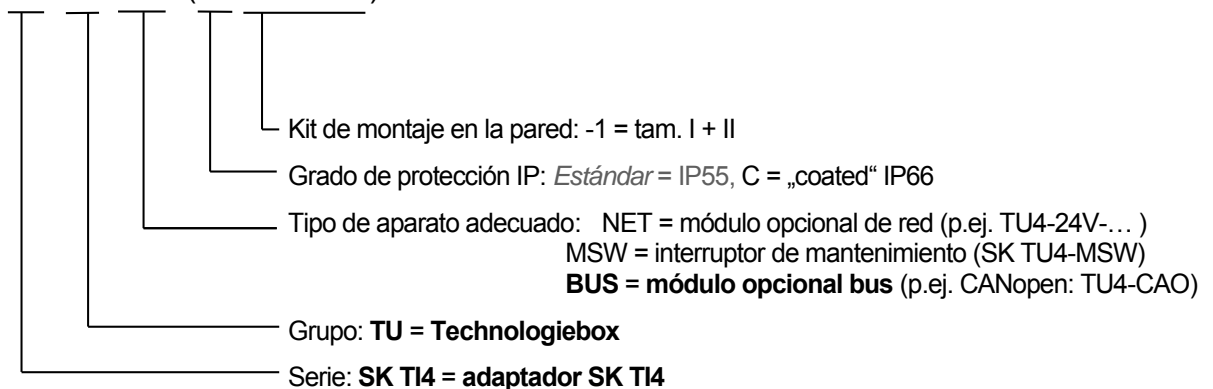 Kit de montaje en la pared: -1 = tam. I + II
Grado de protección IP: Estándar = IP55, C = „coated“ IP66
Tipo de aparato adecuado: NET = módulo opcional de red (p.ej. TU4-24V-… )
MSW = interruptor de mantenimiento (SK TU4-MSW)
BUS = módulo opcional bus (p.ej. CANopen: TU4-CAO)
Grupo: TU = Technologiebox
Serie: SK TI4 = adaptador SK TI4